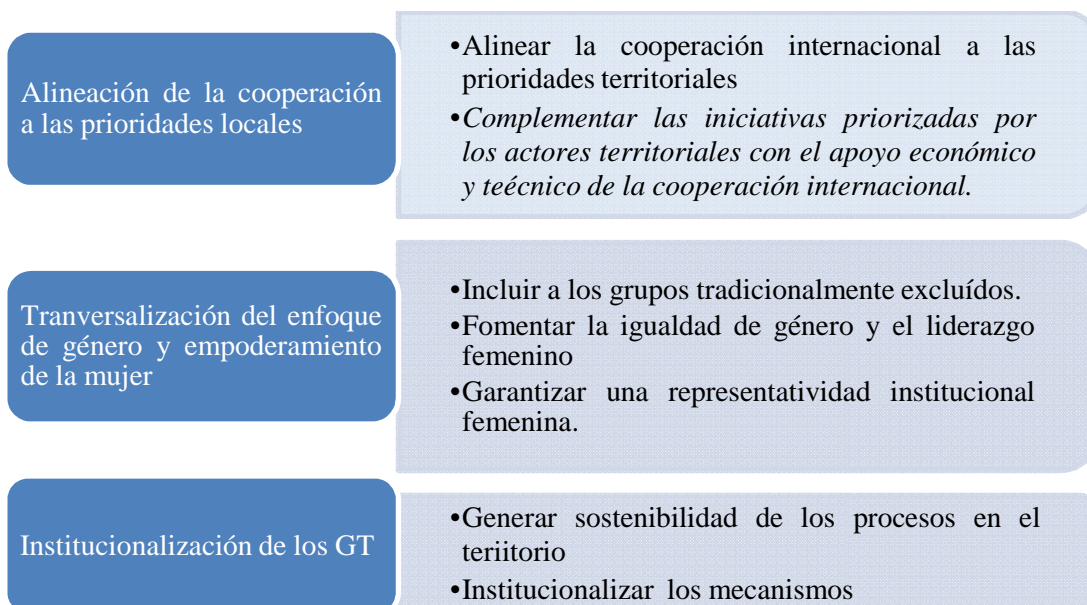 Alineación de la cooperación
a las prioridades locales
•Alinear la cooperación internacional a las
prioridades territoriales
•Complementar las iniciativas priorizadas por
los actores territoriales con el apoyo económico
y teécnico de la cooperación internacional.
Tranversalización del enfoque
de género y empoderamiento
de la mujer
•Incluir a los grupos tradicionalmente excluídos.
•Fomentar la igualdad de género y el liderazgo
femenino
•Garantizar una representatividad institucional
femenina.
Institucionalización de los GT
•Generar sostenibilidad de los procesos en el
teriitorio
•Institucionalizar los mecanismos